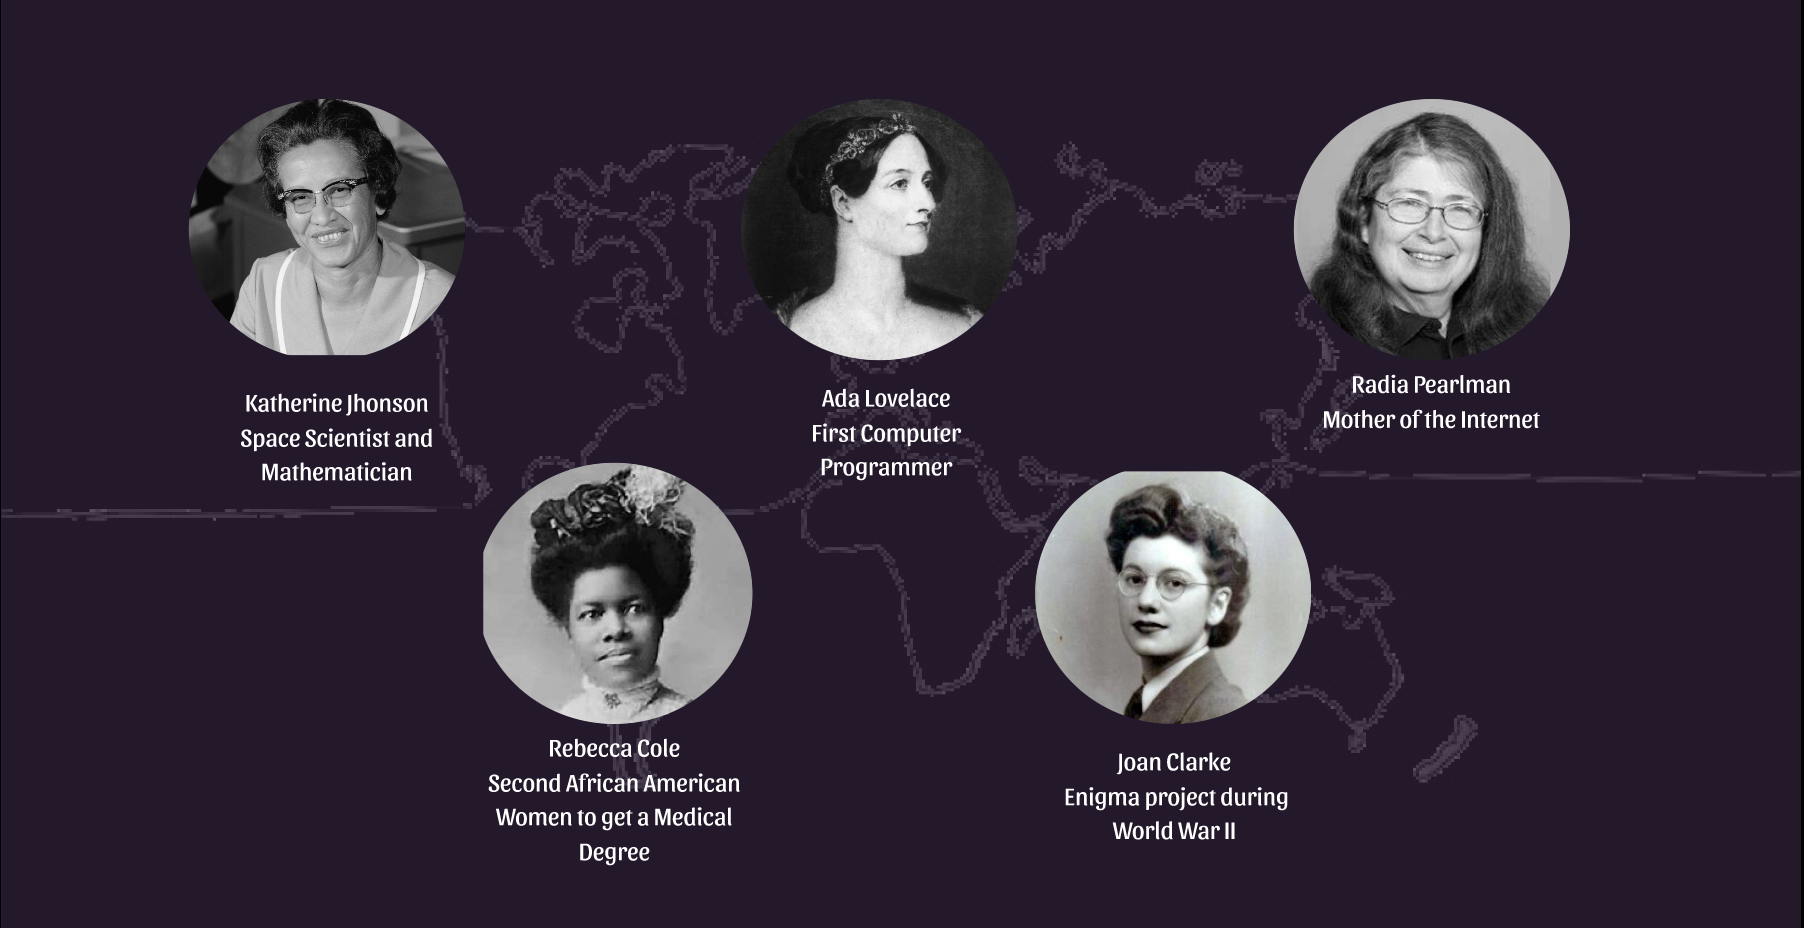 Katherine Jhonson
Space Scientist and
Mathematician
Ada Lovelace
First Computer
Programmer
Radia Pearlman
Mother of the Internet
Rebecca Cole
Second African American
Women to get a Medical
Degree
Joan Clarke
Enigma project during
World War II